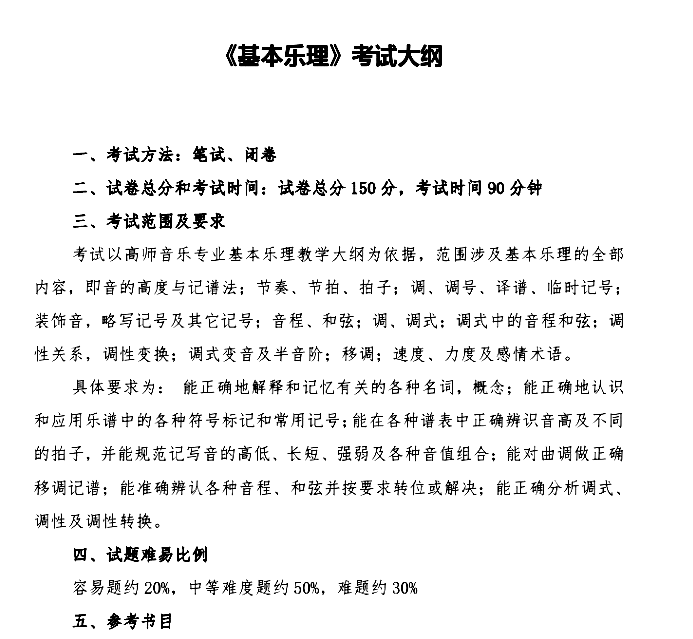 《基本乐理》考试大纲
一、考试方法：笔试、闭卷
二、试卷总分和考试时间：试卷总分 150 分，考试时间 90 分钟
三、考试范围及要求
考试以高师音乐专业基本乐理教学大纲为依据，范围涉及基本乐理的全部
内容，即音的高度与记谱法；节奏、节拍、拍子；调、调号、译谱、临时记号；
装饰音，略写记号及其它记号；音程、和弦；调、调式：调式中的音程和弦；调
性关系，调性变换；调式变音及半音阶；移调；速度、力度及感情术语。
具体要求为： 能正确地解释和记忆有关的各种名词，概念；能正确地认识
和应用乐谱中的各种符号标记和常用记号；能在各种谱表中正确辨识音高及不同
的拍子，并能规范记写音的高低、长短、强弱及各种音值组合；能对曲调做正确
移调记谱；能准确辨认各种音程、和弦并按要求转位或解决；能正确分析调式、
调性及调性转换。
四、试题难易比例
容易题约 20%，中等难度题约 50%，难题约 30%
五、参考书目